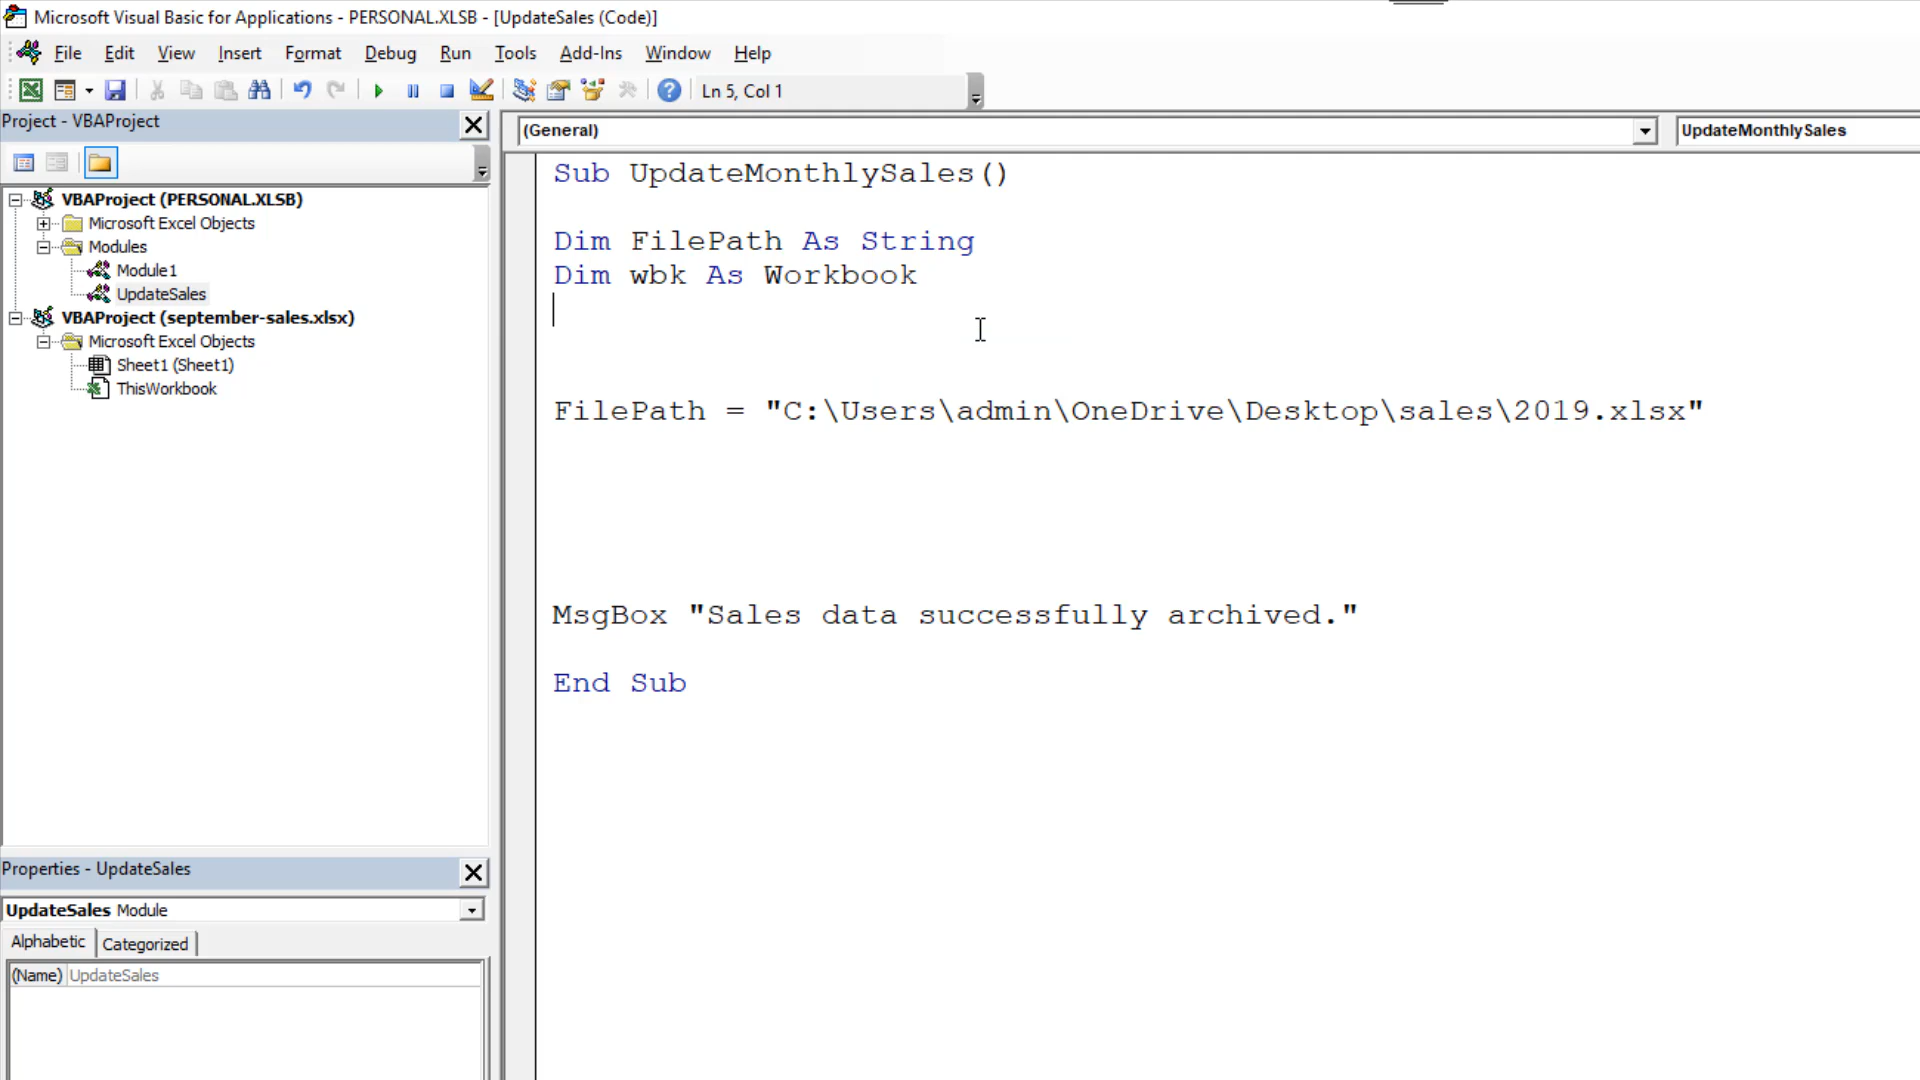 Microsoft Visual Basic for Applications - PERSONAL.XLSB - [UpdateSales (Code)]
File Edit View Insert Format Debug Run Tools Add-Ins Window Help
Ln 5, Col 1
Project - VBAProject
VBAProject (PERSONAL.XLSB)
Microsoft Excel Objects
Modules
Module1
UpdateSales
VBAProject (september-sales.xlsx)
Microsoft Excel Objects
Sheet1 (Sheet1)
ThisWorkbook
Properties - UpdateSales
UpdateSales Module
Alphabetic Categorized
(Name) UpdateSales
(General) UpdateMonthlySales
Sub UpdateMonthlySales()
Dim FilePath As String
Dim wbk As Workbook
FilePath = "C:\Users\admin\OneDrive\Desktop\sales\2019.xlsx"
MsgBox "Sales data successfully archived."
End Sub